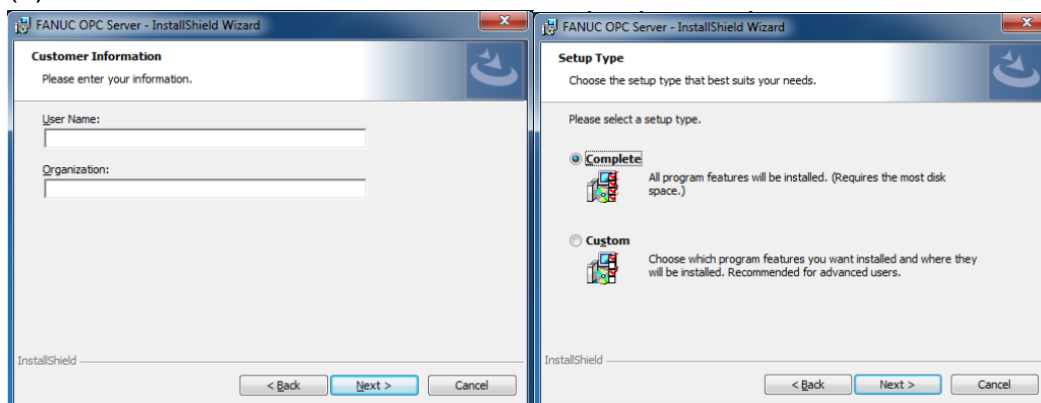 FANUC OPC Server - InstallShield Wizard
Customer Information
Please enter your information.
User Name:
Organization:
InstallShield
< Back
Next >
Cancel
FANUC OPC Server - InstallShield Wizard
Setup Type
Choose the setup type that best suits your needs.
Please select a setup type.
Complete
All program features will be installed. (Requires the most disk
space.)
Custom
Choose which program features you want installed and where they
will be installed. Recommended for advanced users.
InstallShield
< Back
Next >
Cancel